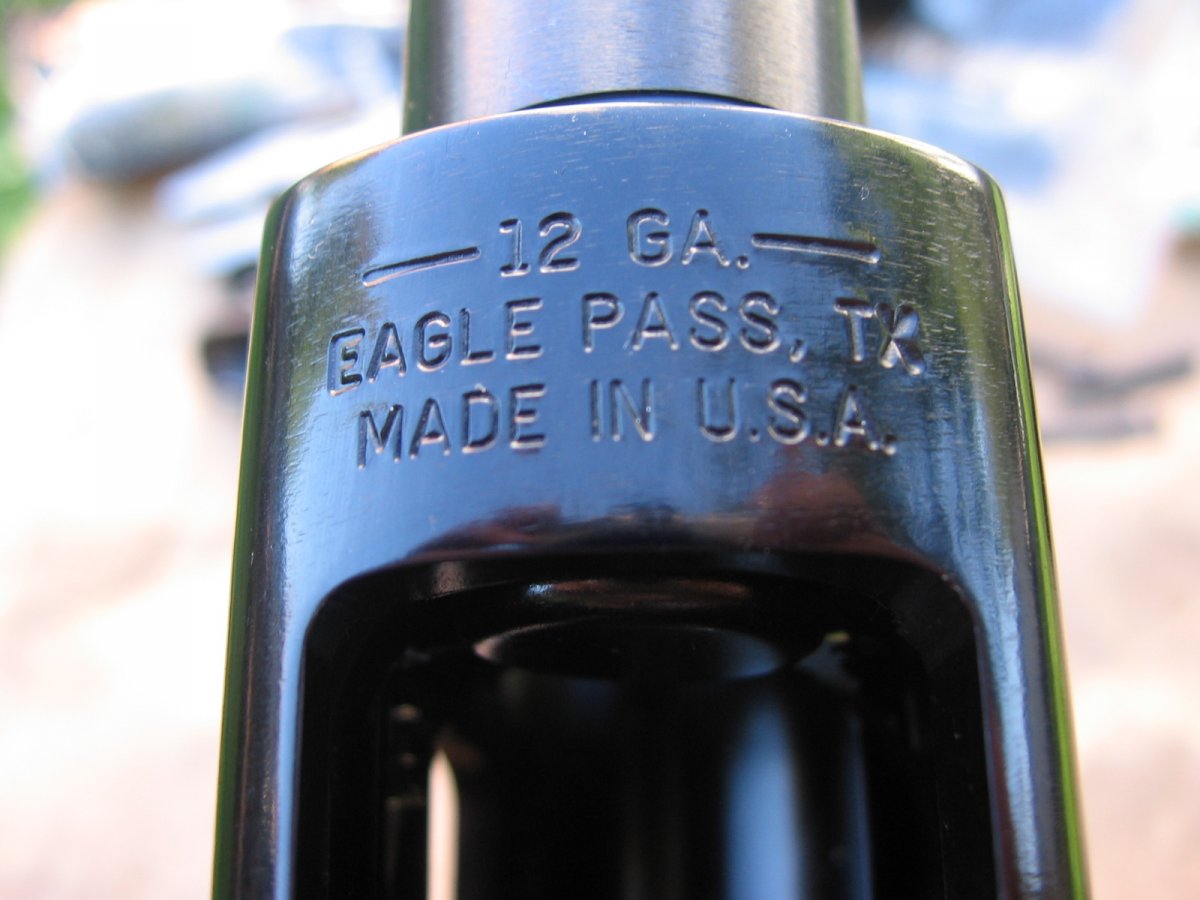 — 12 GA. —
EAGLE PASS, TX
MADE IN U.S.A.